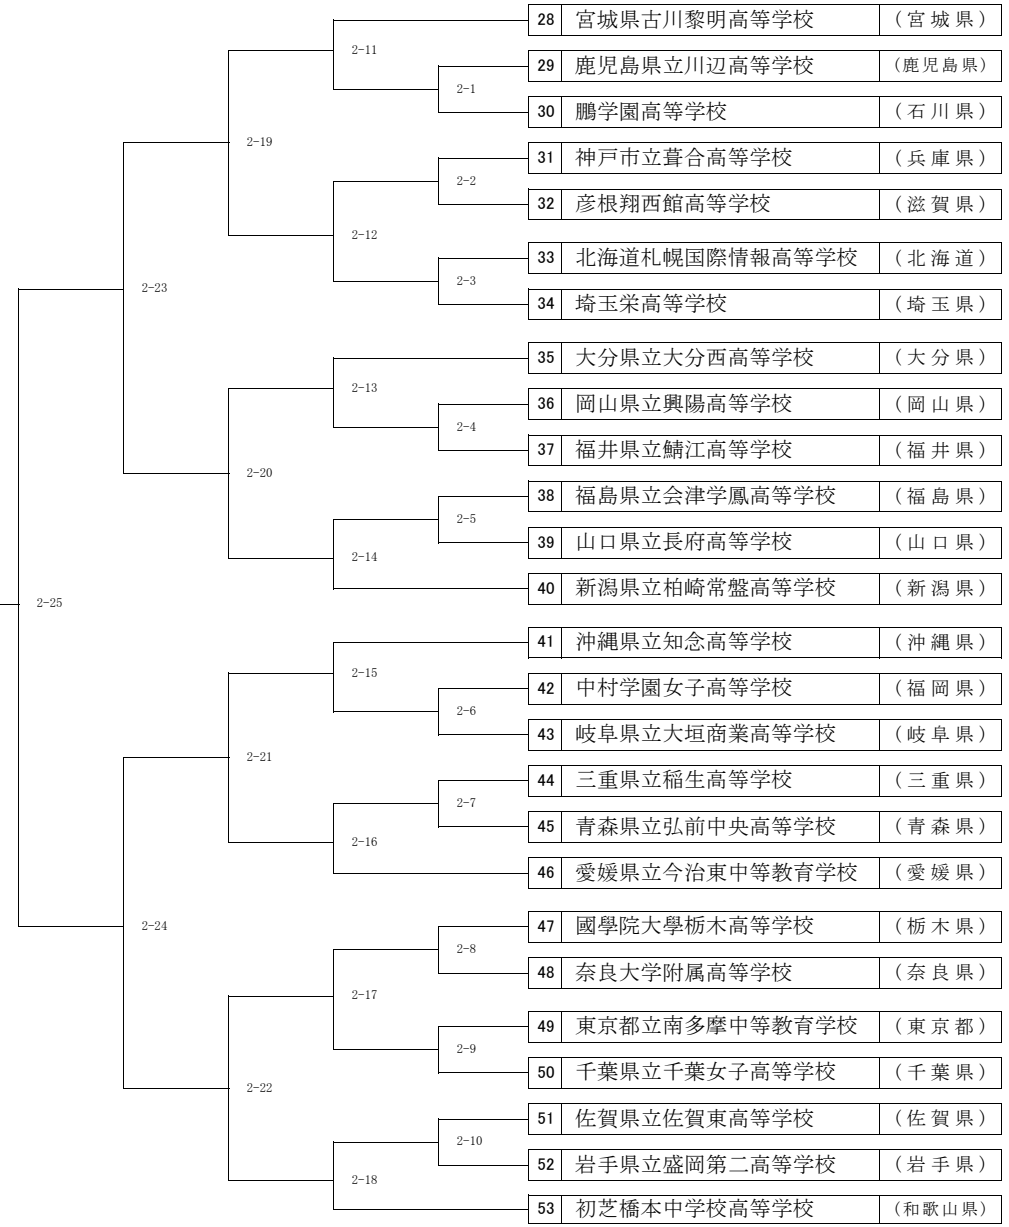 28 宮城県古川黎明高等学校 (宮城県)
2-11
29 鹿児島県立川辺高等学校 (鹿児島県)
2-1
30 鵬学園高等学校 (石川県)
2-19
31 神戸市立葺合高等学校 (兵庫県)
2-2
32 彦根翔西館高等学校 (滋賀県)
2-12
33 北海道札幌国際情報高等学校 (北海道)
2-3
2-23
34 埼玉栄高等学校 (埼玉県)
35 大分県立大分西高等学校 (大分県)
2-13
36 岡山県立興陽高等学校 (岡山県)
2-4
37 福井県立鯖江高等学校 (福井県)
2-20
38 福島県立会津学鳳高等学校 (福島県)
2-5
39 山口県立長府高等学校 (山口県)
2-14
40 新潟県立柏崎常盤高等学校 (新潟県)
2-25
41 沖縄県立知念高等学校 (沖縄県)
2-15
42 中村学園女子高等学校 (福岡県)
2-6
43 岐阜県立大垣商業高等学校 (岐阜県)
2-21
44 三重県立稲生高等学校 (三重県)
2-7
45 青森県立弘前中央高等学校 (青森県)
2-16
46 愛媛県立今治東中等教育学校 (愛媛県)
2-24
47 國學院大學栃木高等学校 (栃木県)
2-8
48 奈良大学附属高等学校 (奈良県)
2-17
49 東京都立南多摩中等教育学校 (東京都)
2-9
50 千葉県立千葉女子高等学校 (千葉県)
2-22
51 佐賀県立佐賀東高等学校 (佐賀県)
2-10
52 岩手県立盛岡第二高等学校 (岩手県)
2-18
53 初芝橋本中学校高等学校 (和歌山県)